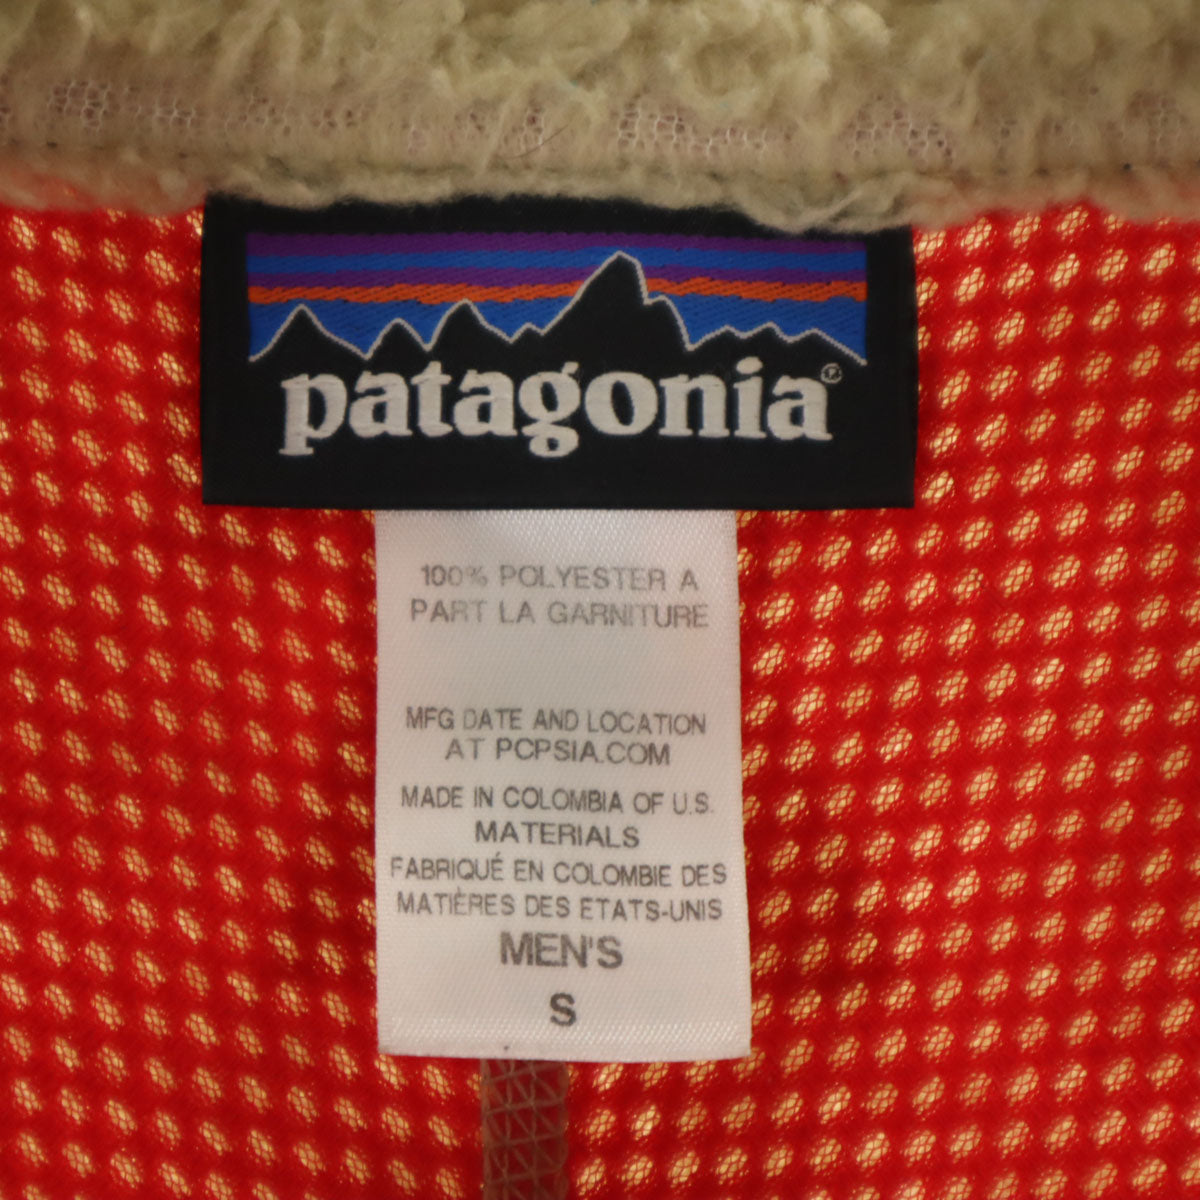 patagonia®
100% POLYESTER A
PART LA GARNITURE
MFG DATE AND LOCATION
AT PCPSIA.COM
MADE IN COLOMBIA OF U.S.
MATERIALS
FABRIQUÉ EN COLOMBIE DES
MATIÈRES DES ETATS-UNIS
MEN'S
S